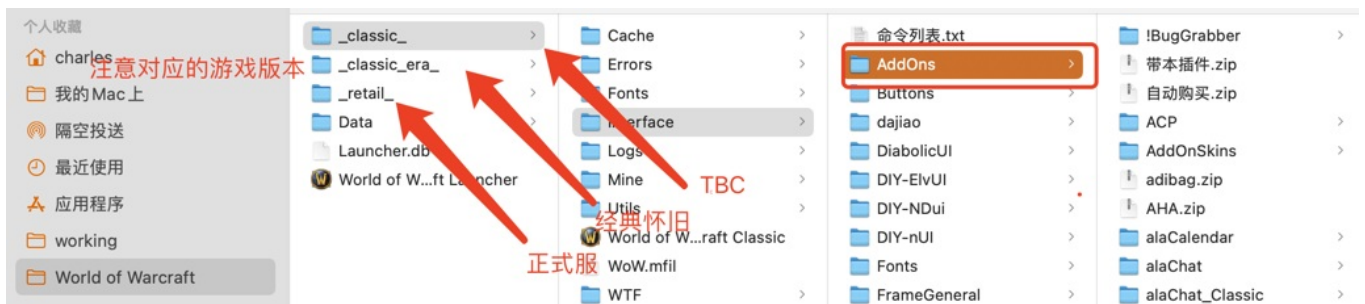 个人收藏
charles
我的Mac上
隔空投送
最近使用
应用程序
working
World of Warcraft
注意对应的游戏版本
_classic_
_classic_era_
_retail_
Data
Launcher.db
World of W...ft Launcher
TBC
经典怀旧
正式服
Cache
Errors
Fonts
Interface
Logs
Mine
Utils
World of W...raft Classic
WoW.mfil
WTF
命令列表.txt
AddOns
Buttons
dajiao
DiabolicUI
DIY-ElvUI
DIY-NDui
DIY-nUI
Fonts
FrameGeneral
!BugGrabber
带本插件.zip
自动购买.zip
ACP
AddOnSkins
adibag.zip
AHA.zip
alaCalendar
alaChat
alaChat_Classic